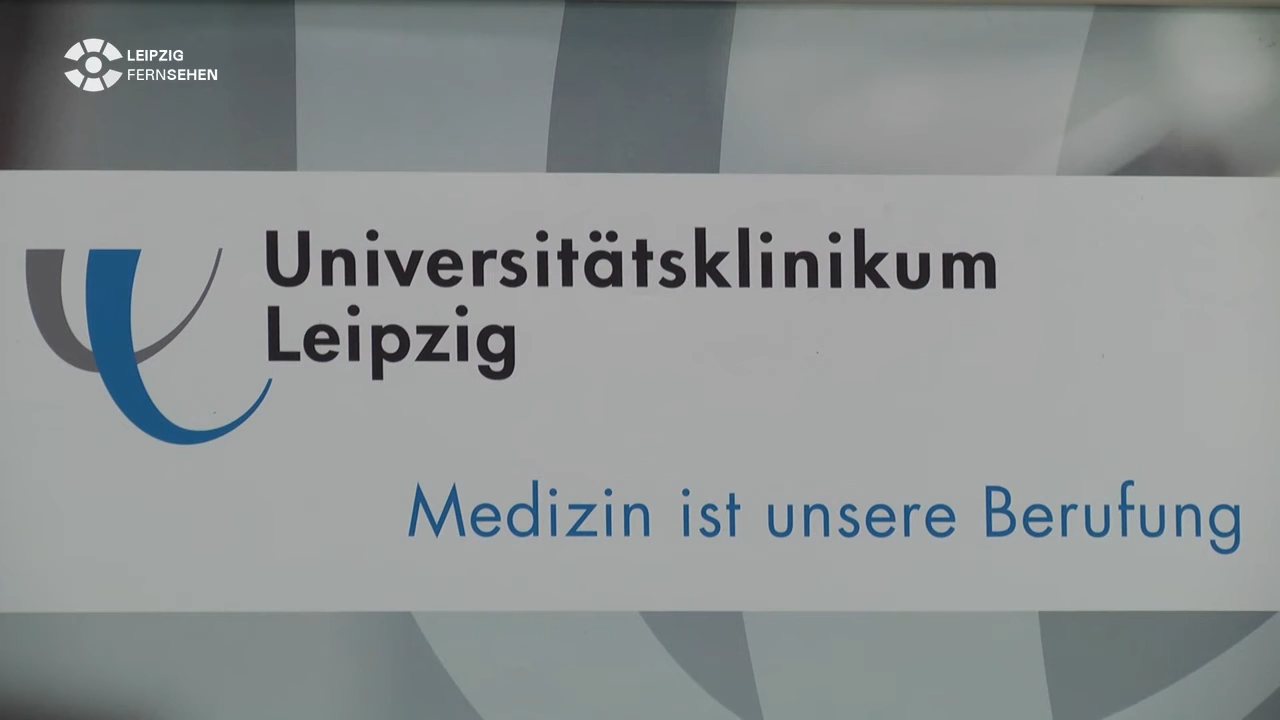 LEIPZIG
FERNSEHEN
Universitätsklinikum
Leipzig
Medizin ist unsere Berufung